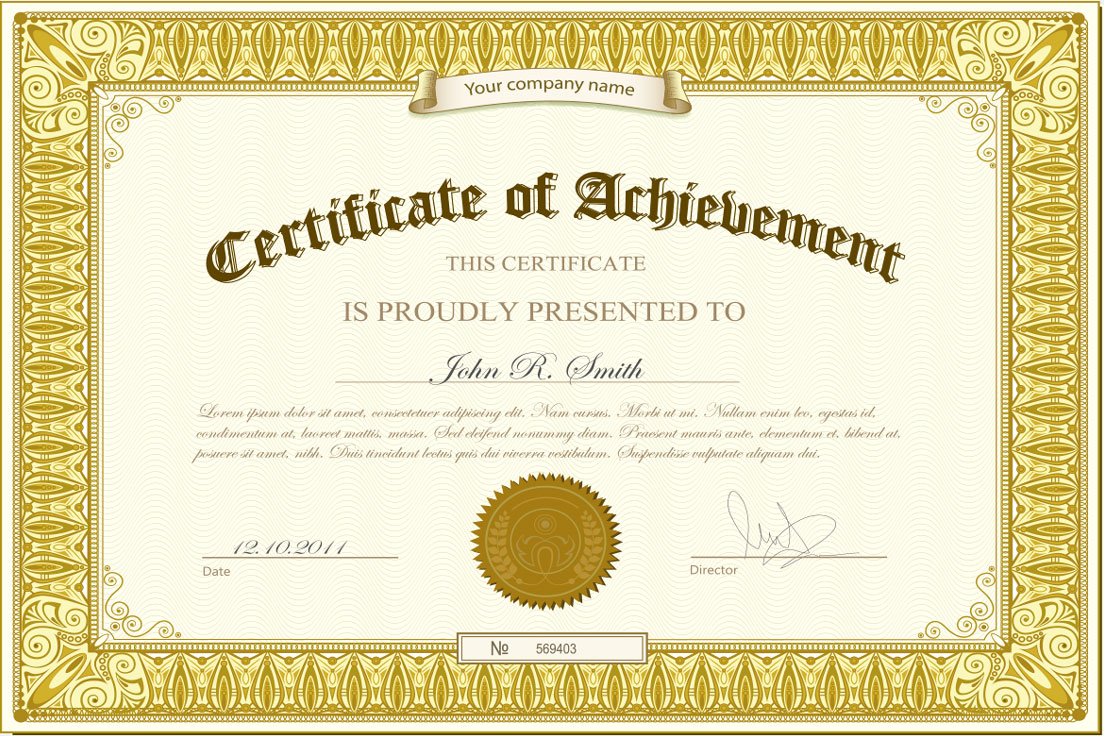 Your company name
Certificate of Achievement
THIS CERTIFICATE
IS PROUDLY PRESENTED TO
John R. Smith
Lorem ipsum dolor sit amet, consectetuer adipiscing elit. Nam cursus. Morbi ut mi. Nullam enim leo, egestas id,
condimentum at, laoreet mattis, massa. Sed eleifend nonummy diam. Praesent mauris ante, elementum et, bibend at,
posuere sit amet, nibh. Duis tincidunt lectus quis dui viverra vestibulum. Suspendisse vulputate aliquam dui.
12.10.2011
Date
Director
№ 569403